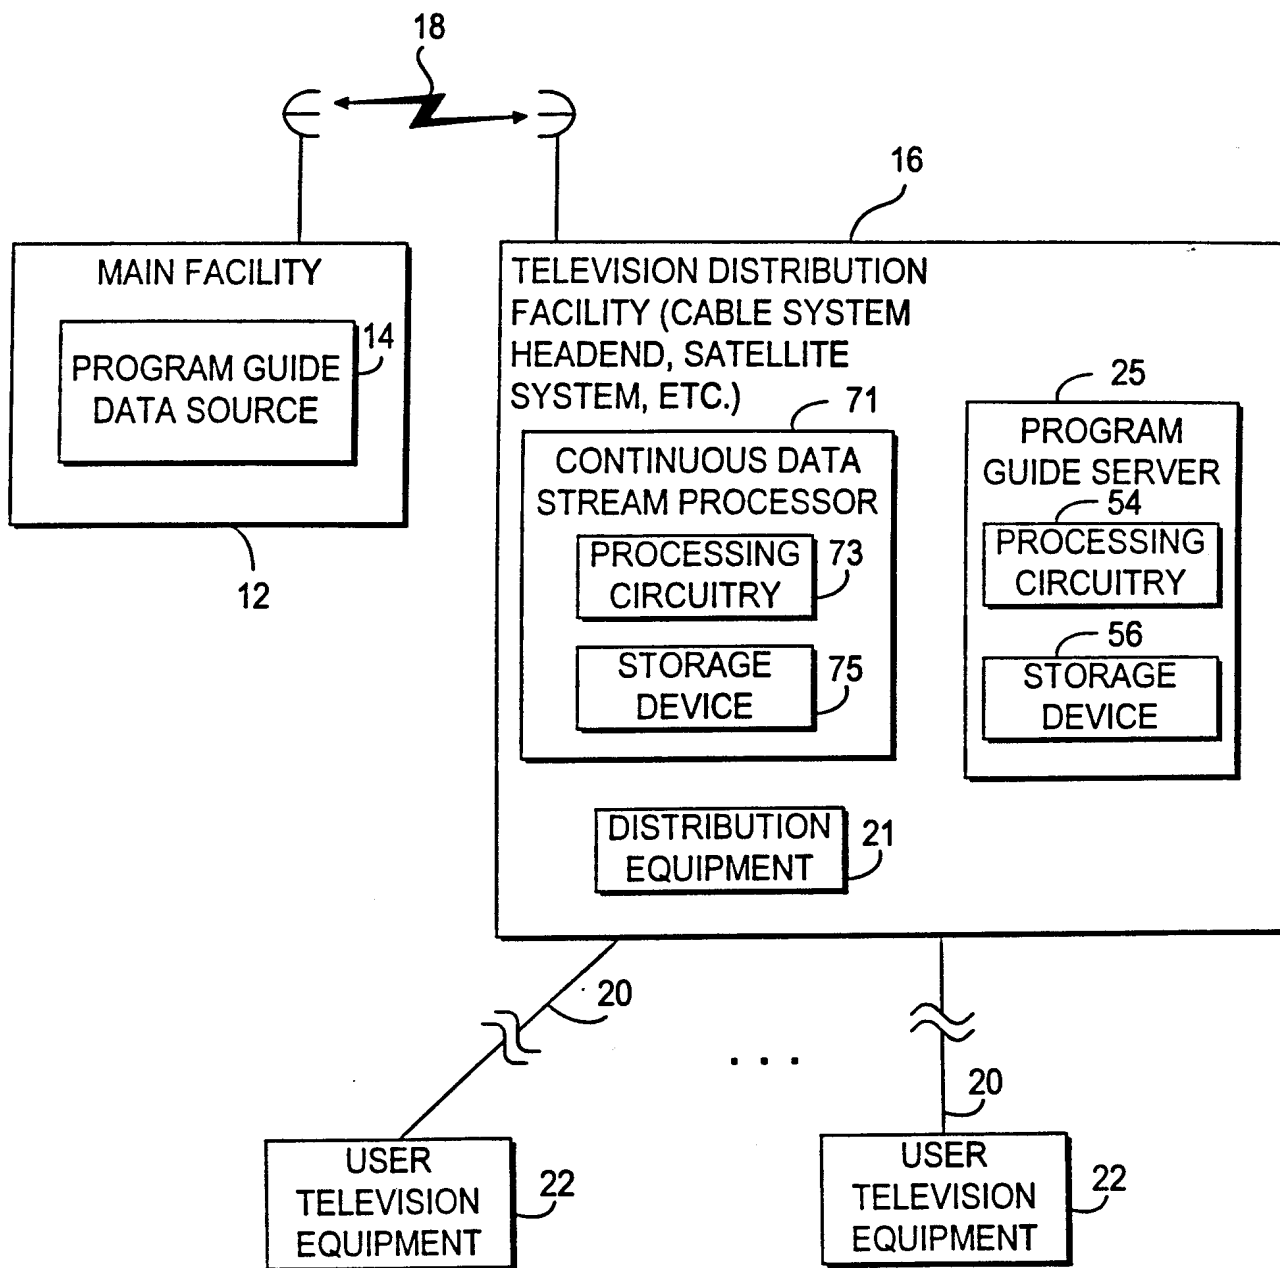 18
16
MAIN FACILITY
14
PROGRAM GUIDE
DATA SOURCE
12
TELEVISION DISTRIBUTION
FACILITY (CABLE SYSTEM
HEADEND, SATELLITE
SYSTEM, ETC.)
71
CONTINUOUS DATA
STREAM PROCESSOR
PROCESSING
CIRCUITRY
73
STORAGE
DEVICE
75
25
PROGRAM
GUIDE SERVER
54
PROCESSING
CIRCUITRY
56
STORAGE
DEVICE
DISTRIBUTION
EQUIPMENT
21
20
. . .
20
USER
TELEVISION
EQUIPMENT
22
USER
TELEVISION
EQUIPMENT
22